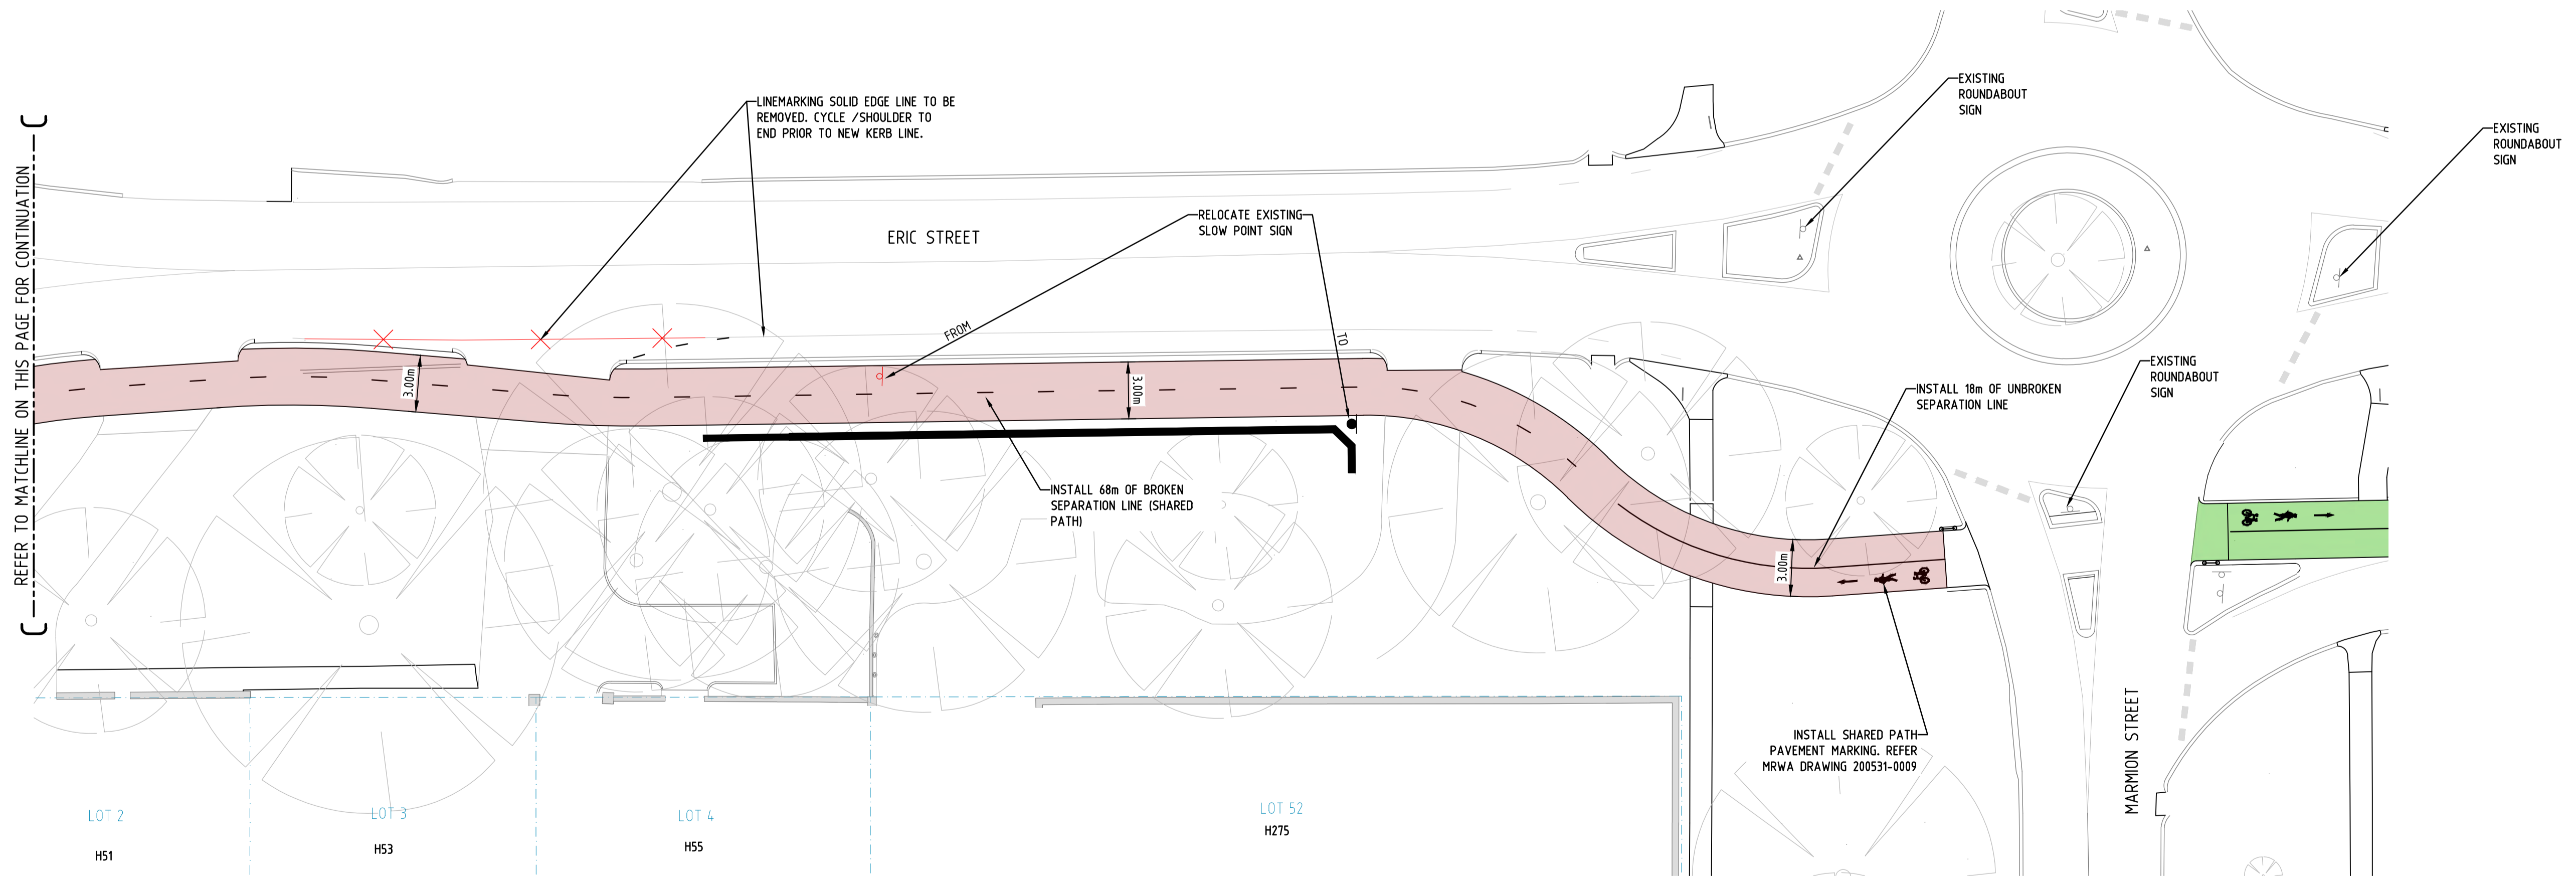 REFER TO MATCHLINE ON THIS PAGE FOR CONTINUATION
LINEMARKING SOLID EDGE LINE TO BE
REMOVED. CYCLE /SHOULDER TO
END PRIOR TO NEW KERB LINE.
EXISTING
ROUNDABOUT
SIGN
EXISTING
ROUNDABOUT
SIGN
RELOCATE EXISTING
SLOW POINT SIGN
ERIC STREET
FROM
TO
3.00m
3.00m
EXISTING
ROUNDABOUT
SIGN
INSTALL 18m OF UNBROKEN
SEPARATION LINE
INSTALL 68m OF BROKEN
SEPARATION LINE (SHARED
PATH)
3.00m
INSTALL SHARED PATH
PAVEMENT MARKING. REFER
MRWA DRAWING 200531-0009
MARMION STREET
LOT 2
H51
LOT 3
H53
LOT 4
H55
LOT 52
H275